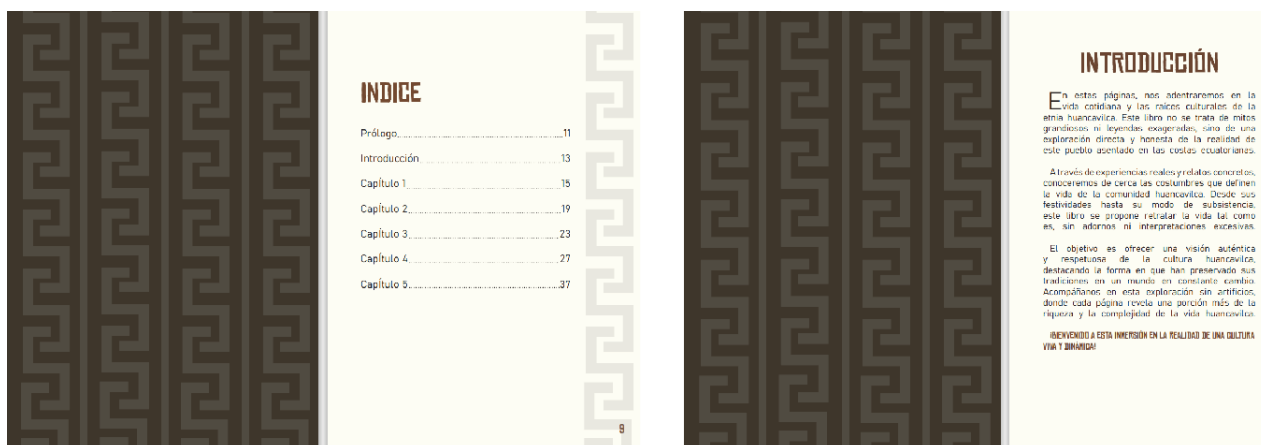 INDICE
Prólogo 11
Introducción 13
Capítulo 1 15
Capítulo 2 19
Capítulo 3 23
Capítulo 4 27
Capítulo 5 37
9
INTRODUCCIÓN
En estas páginas, nos adentraremos en la
vida cotidiana y las raíces culturales de la
etnia huancavilca. Este libro no se trata de mitos
grandiosos ni leyendas exageradas, sino de una
exploración directa y honesta de la realidad de
este pueblo asentado en las costas ecuatorianas.
A través de experiencias reales y relatos concretos,
conoceremos de cerca las costumbres que definen
la vida de la comunidad huancavilca. Desde sus
festividades hasta su modo de subsistencia,
este libro se propone retratar la vida tal como
es, sin adornos ni interpretaciones excesivas.
El objetivo es ofrecer una visión auténtica
y respetuosa de la cultura huancavilca,
destacando la forma en que han preservado sus
tradiciones en un mundo en constante cambio.
Acompáñanos en esta exploración sin artificios,
donde cada página revela una porción más de la
riqueza y la complejidad de la vida huancavilca.
¡BIENVENIDO A ESTA INMERSIÓN EN LA REALIDAD DE UNA CULTURA
VIVA Y DINÁMICA!